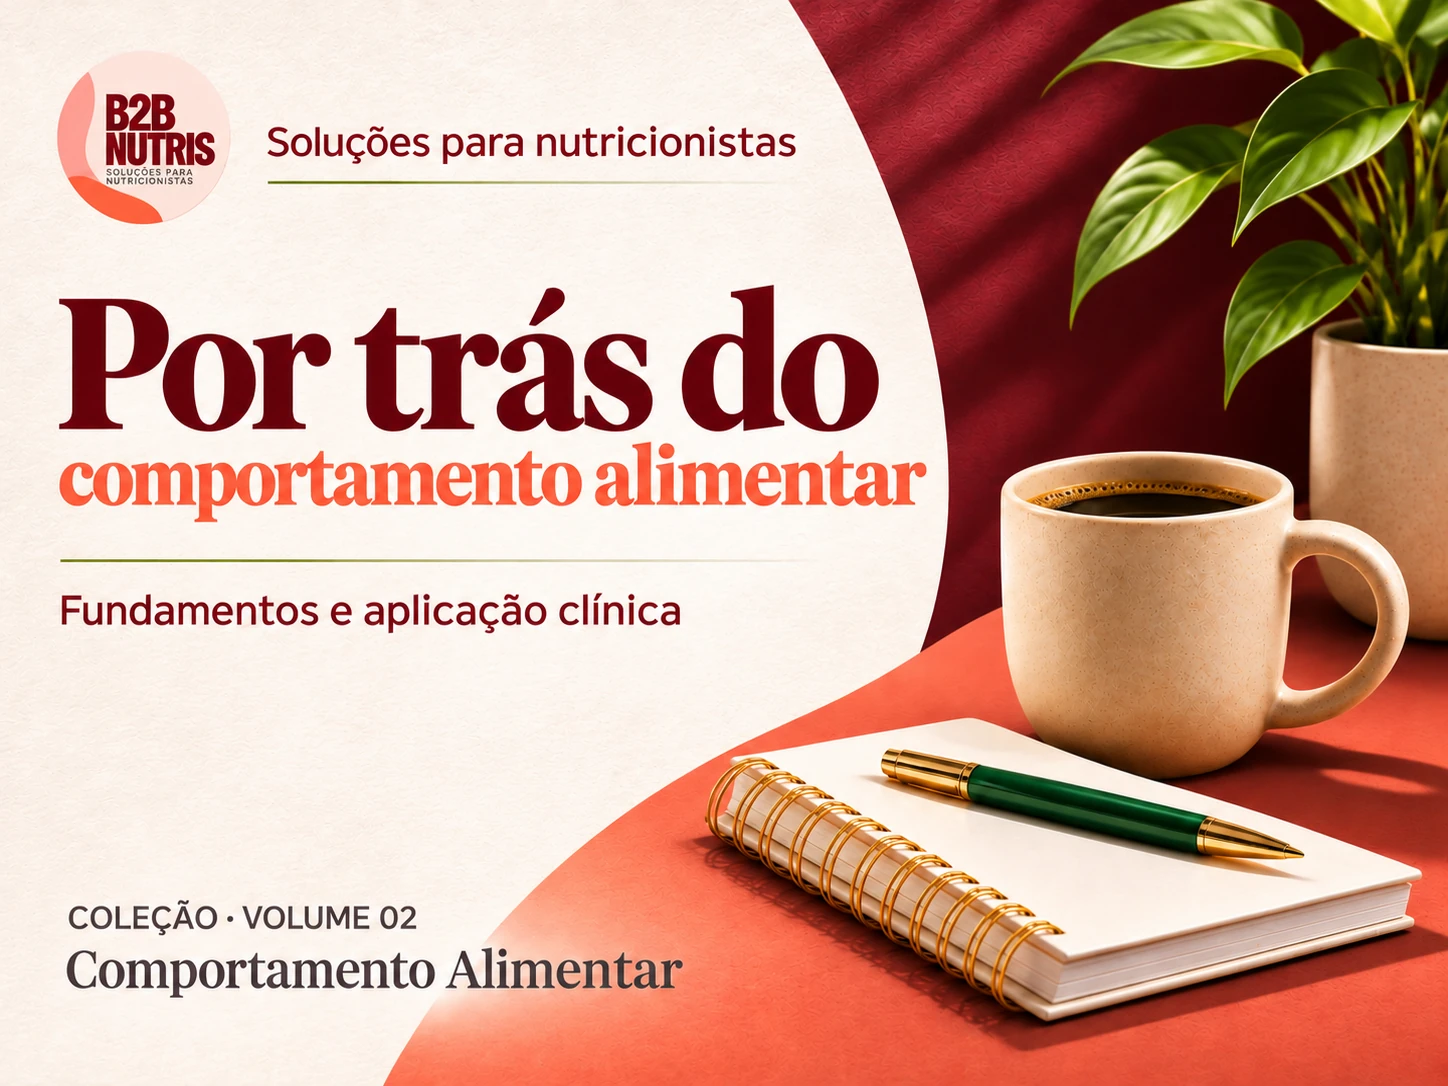 B2B
NUTRIS
SOLUÇÕES PARA
NUTRICIONISTAS
Soluções para nutricionistas
Por trás do
comportamento alimentar
Fundamentos e aplicação clínica
COLEÇÃO · VOLUME 02
Comportamento Alimentar